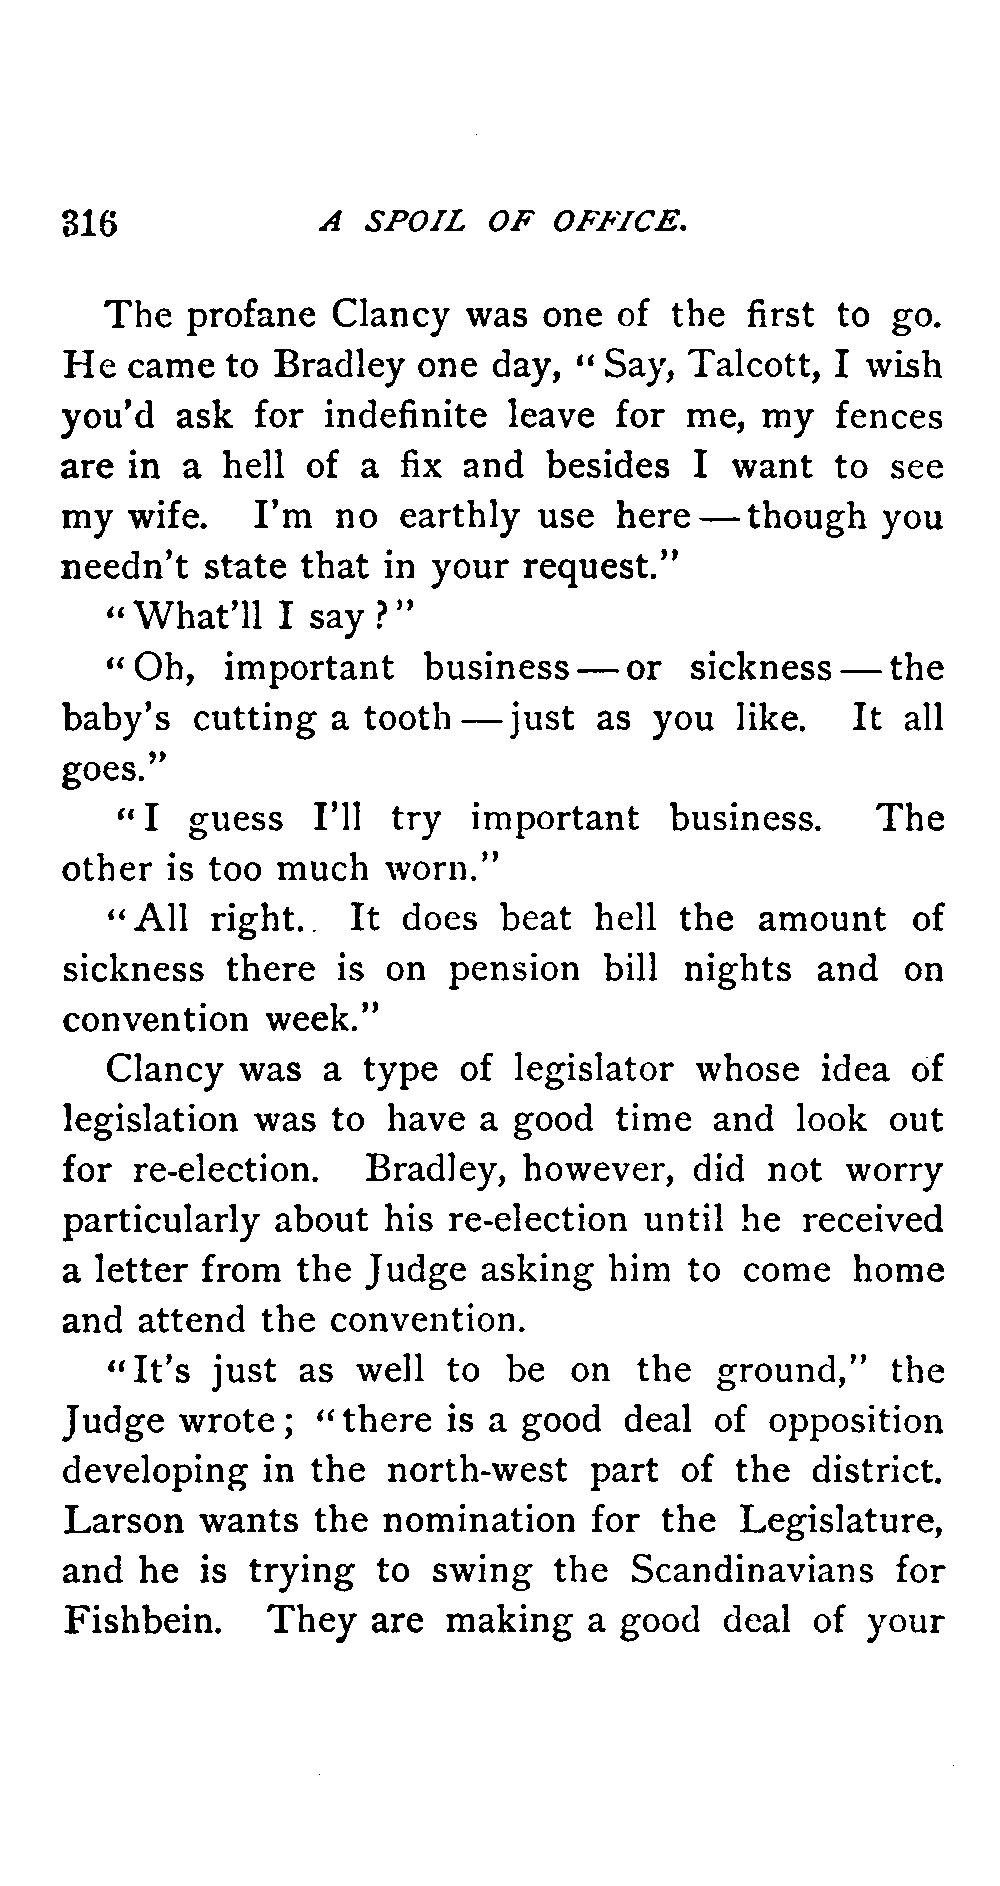 316 A SPOIL OF OFFICE.
The profane Clancy was one of the first to go.
He came to Bradley one day, “Say, Talcott, I wish
you’d ask for indefinite leave for me, my fences
are in a hell of a fix and besides I want to see
my wife. I’m no earthly use here—though you
needn’t state that in your request.”
“What’ll I say?”
“Oh, important business—or sickness—the
baby’s cutting a tooth—just as you like. It all
goes.”
“I guess I’ll try important business. The
other is too much worn.”
“All right. It does beat hell the amount of
sickness there is on pension bill nights and on
convention week.”
Clancy was a type of legislator whose idea of
legislation was to have a good time and look out
for re-election. Bradley, however, did not worry
particularly about his re-election until he received
a letter from the Judge asking him to come home
and attend the convention.
“It’s just as well to be on the ground,” the
Judge wrote; “there is a good deal of opposition
developing in the north-west part of the district.
Larson wants the nomination for the Legislature,
and he is trying to swing the Scandinavians for
Fishbein. They are making a good deal of your